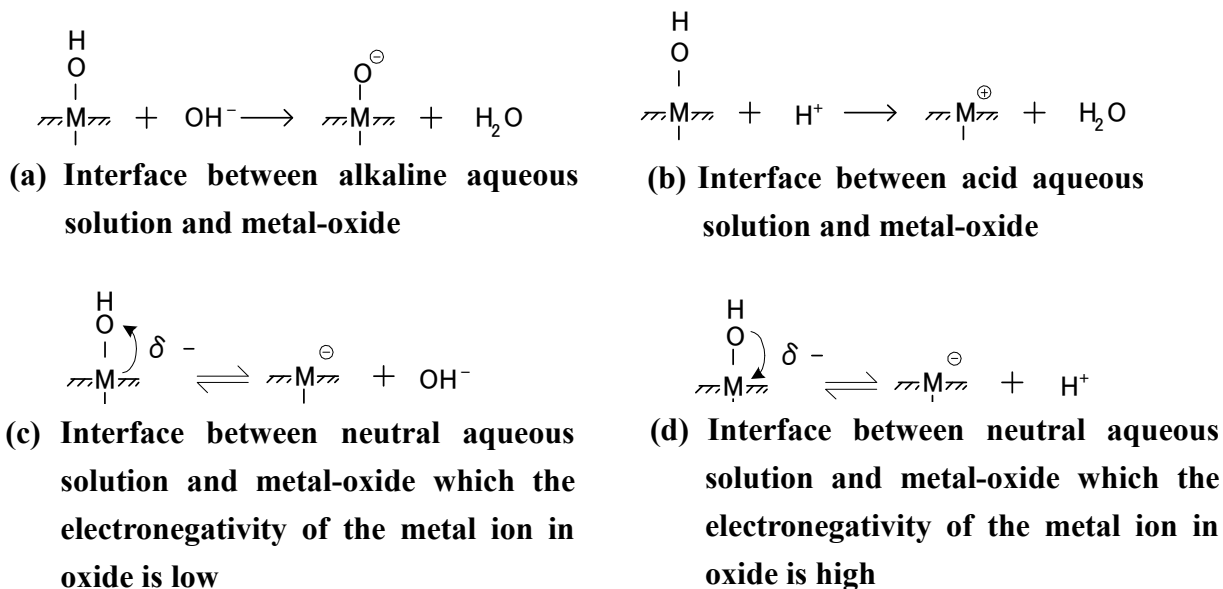 H
O
M + OH⁻ → M + H₂O
O⊖
(a) Interface between alkaline aqueous
solution and metal-oxide
H
O
M + H⁺ → M⊕ + H₂O
(b) Interface between acid aqueous
solution and metal-oxide
H
O δ −
M ⇌ M⊖ + OH⁻
(c) Interface between neutral aqueous
solution and metal-oxide which the
electronegativity of the metal ion in
oxide is low
H
O δ −
M ⇌ M⊖ + H⁺
(d) Interface between neutral aqueous
solution and metal-oxide which the
electronegativity of the metal ion in
oxide is high